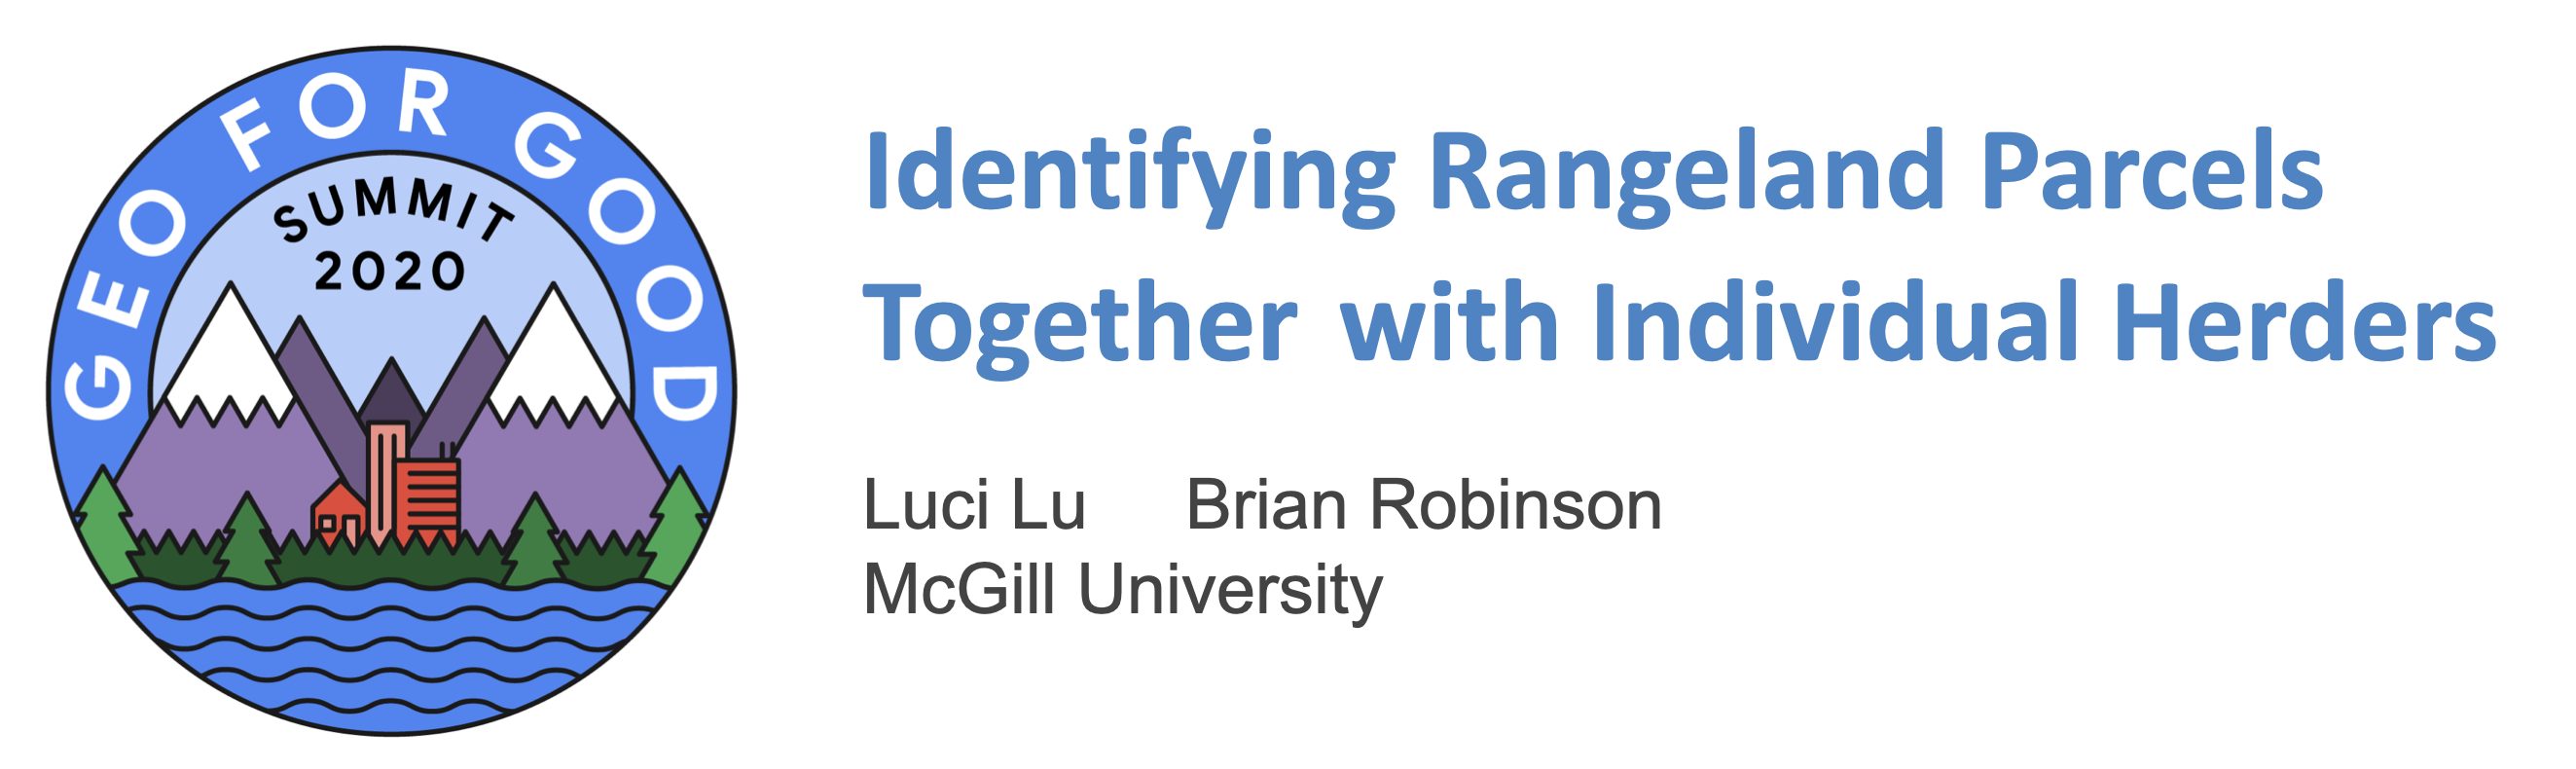 GEO FOR GOOD
SUMMIT
2020
Identifying Rangeland Parcels
Together with Individual Herders
Luci Lu Brian Robinson
McGill University